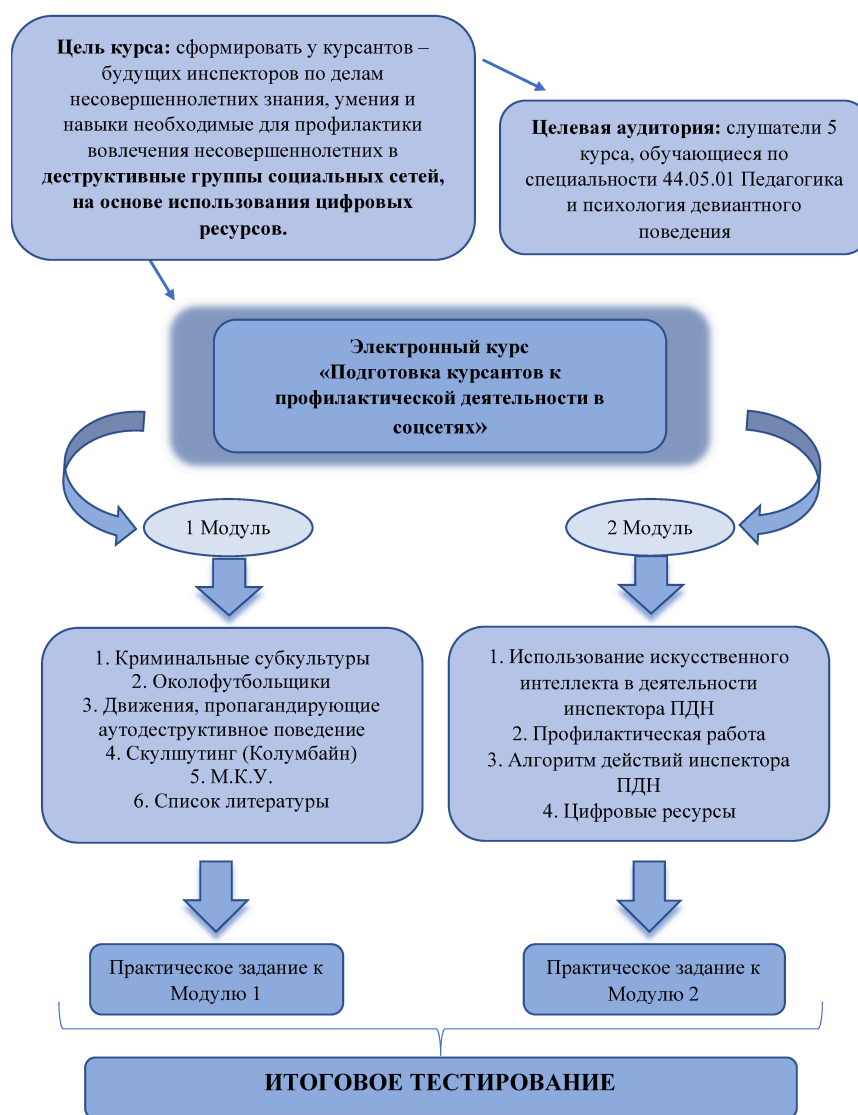 Цель курса: сформировать у курсантов –
будущих инспекторов по делам
несовершеннолетних знания, умения и
навыки необходимые для профилактики
вовлечения несовершеннолетних в
деструктивные группы социальных сетей,
на основе использования цифровых
ресурсов.
Целевая аудитория: слушатели 5
курса, обучающиеся по
специальности 44.05.01 Педагогика
и психология девиантного
поведения
Электронный курс
«Подготовка курсантов к
профилактической деятельности в
соцсетях»
1 Модуль
2 Модуль
1. Криминальные субкультуры
2. Околофутбольщики
3. Движения, пропагандирующие
аутодеструктивное поведение
4. Скулшутинг (Колумбайн)
5. М.К.У.
6. Список литературы
1. Использование искусственного
интеллекта в деятельности
инспектора ПДН
2. Профилактическая работа
3. Алгоритм действий инспектора
ПДН
4. Цифровые ресурсы
Практическое задание к
Модулю 1
Практическое задание к
Модулю 2
ИТОГОВОЕ ТЕСТИРОВАНИЕ